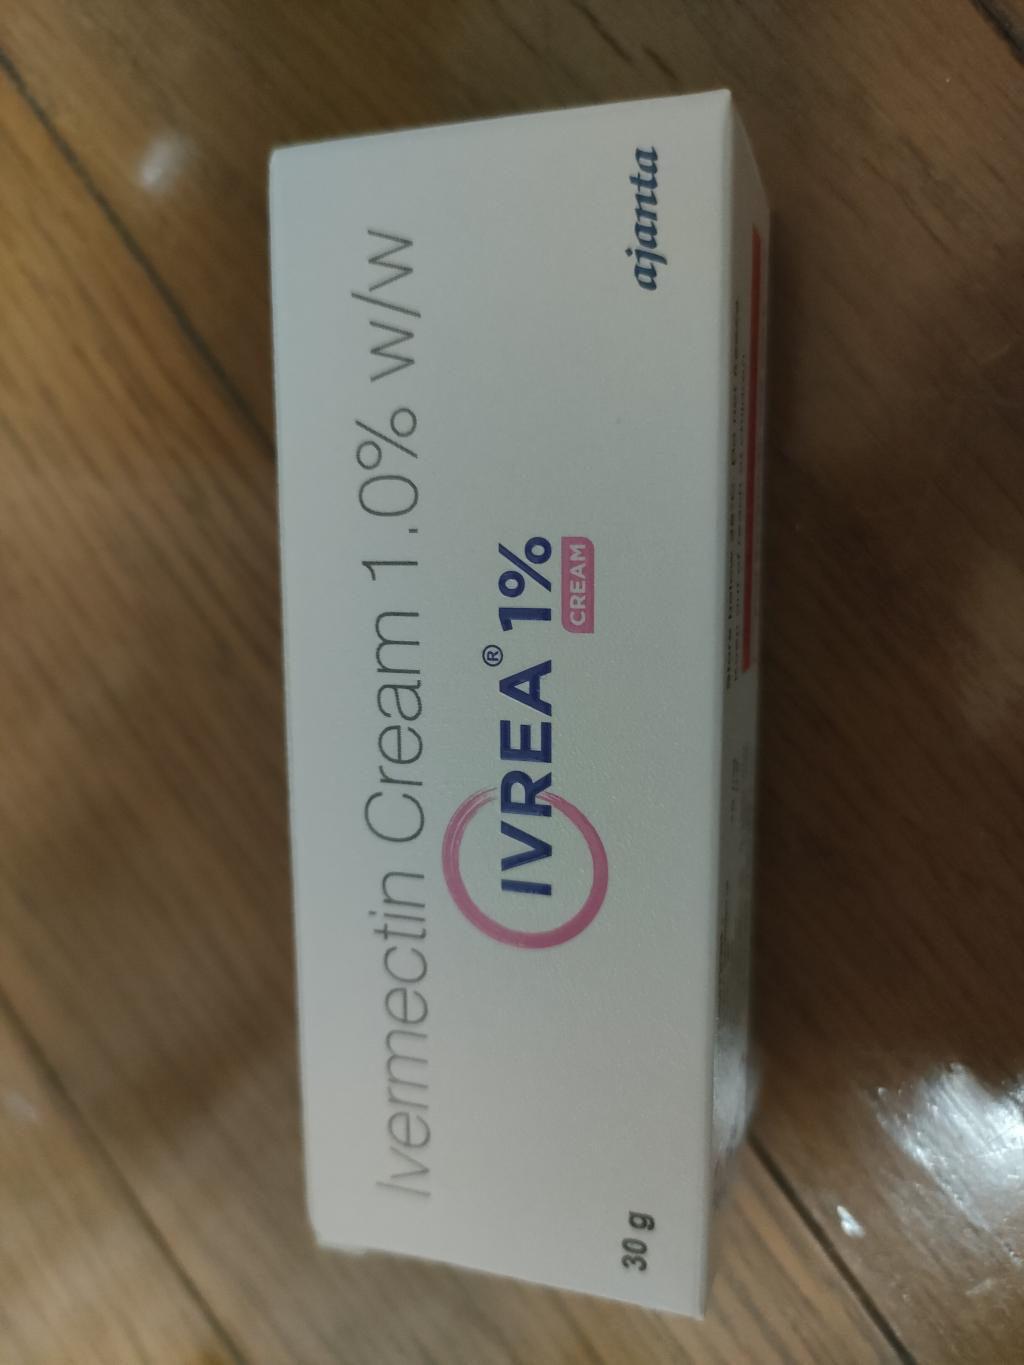 Ivermectin Cream 1.0% w/w
IVREA® 1%
CREAM
30 g
ajanta